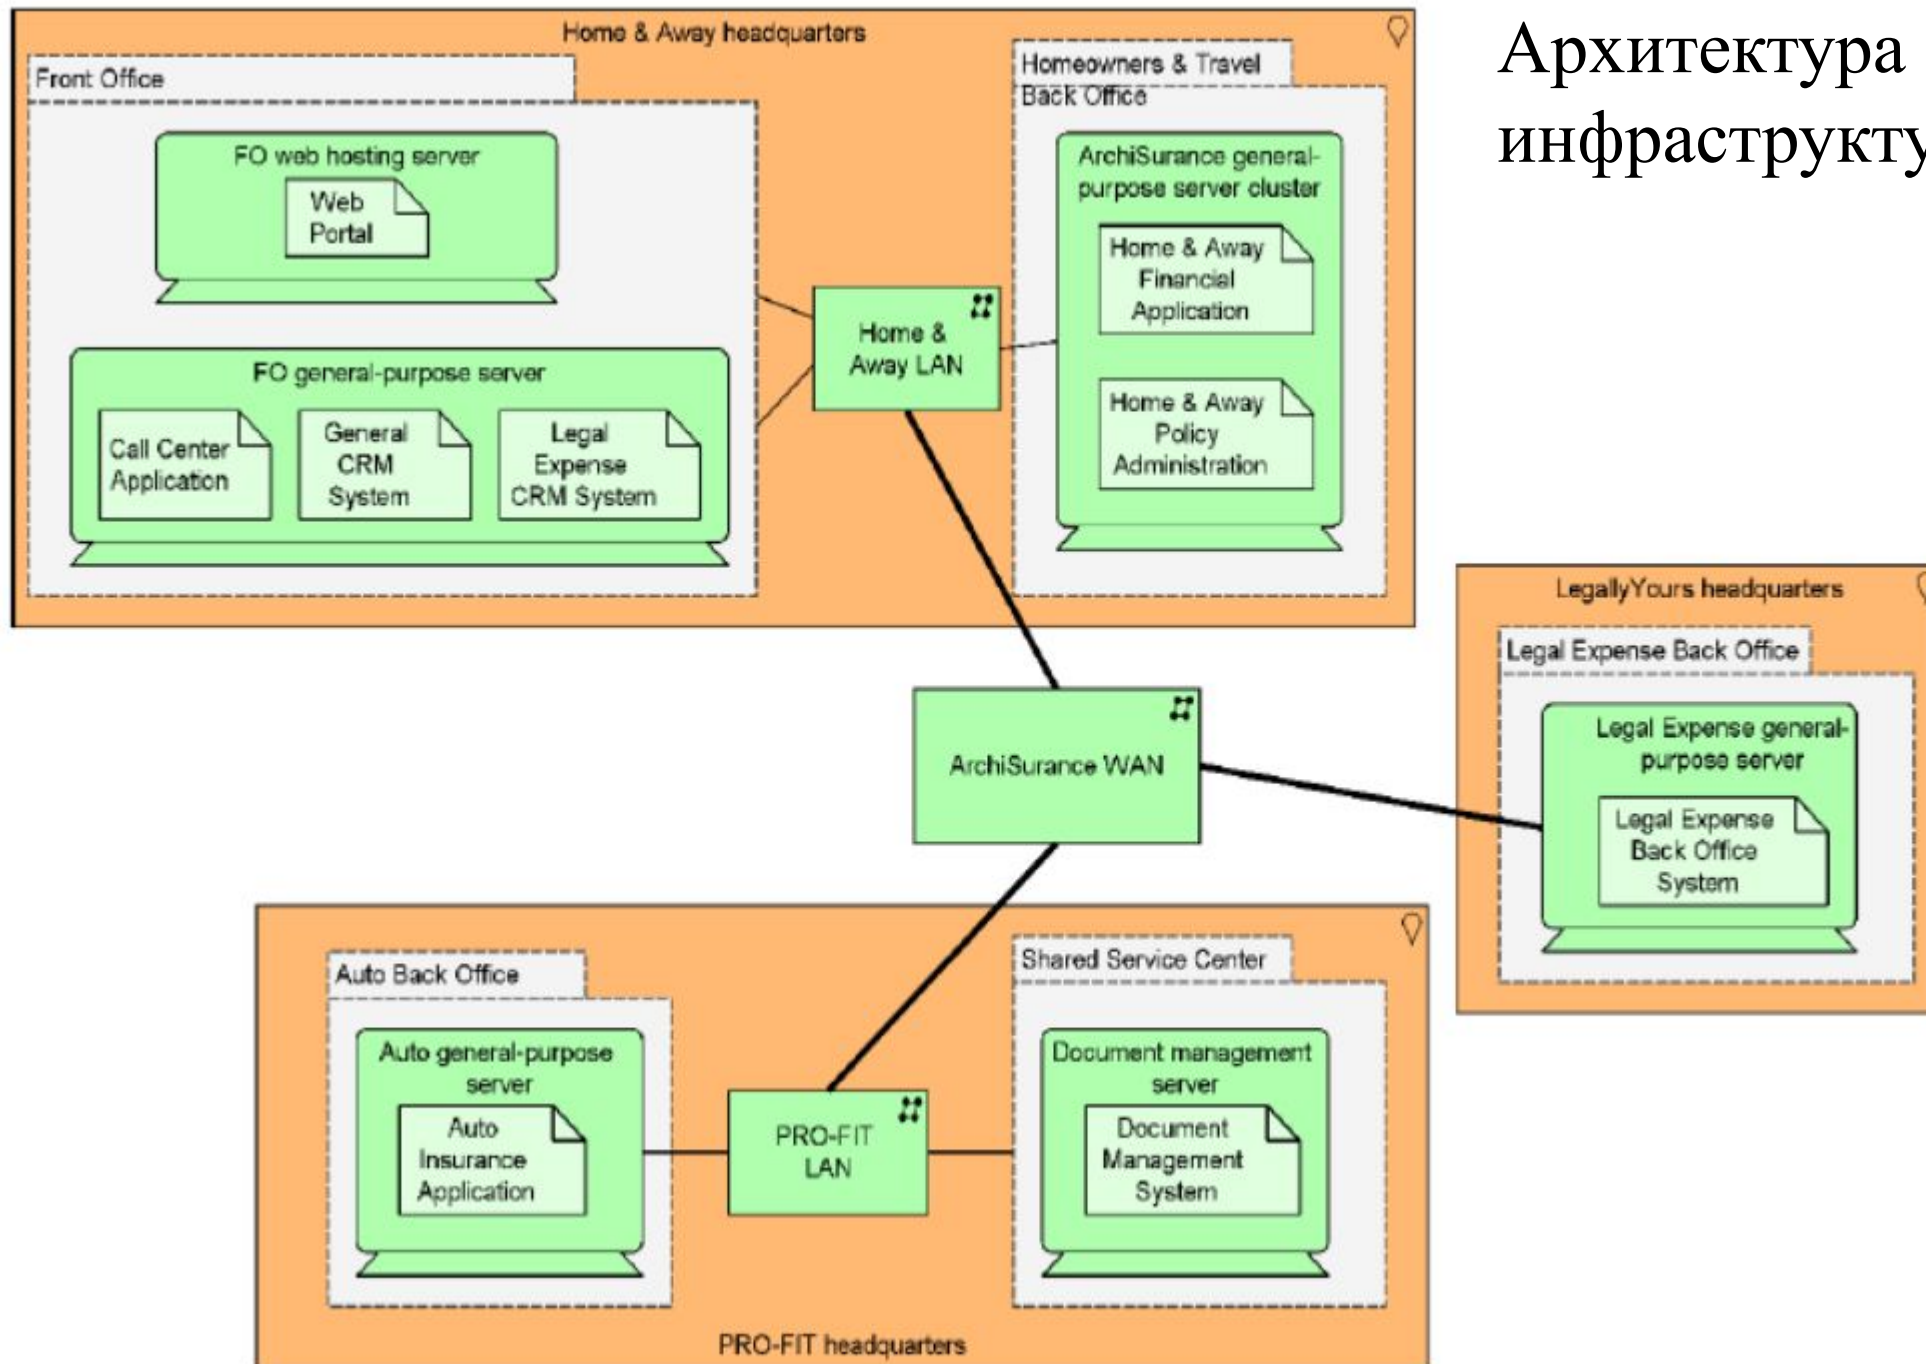 Архитектура
инфраструкту
Home & Away headquarters
Front Office
FO web hosting server
Web
Portal
FO general-purpose server
Call Center
Application
General
CRM
System
Legal
Expense
CRM System
Home &
Away LAN
Homeowners & Travel
Back Office
ArchiSurance general-
purpose server cluster
Home & Away
Financial
Application
Home & Away
Policy
Administration
ArchiSurance WAN
LegallyYours headquarters
Legal Expense Back Office
Legal Expense general-
purpose server
Legal Expense
Back Office
System
Auto Back Office
Auto general-purpose
server
Auto
Insurance
Application
PRO-FIT
LAN
Shared Service Center
Document management
server
Document
Management
System
PRO-FIT headquarters